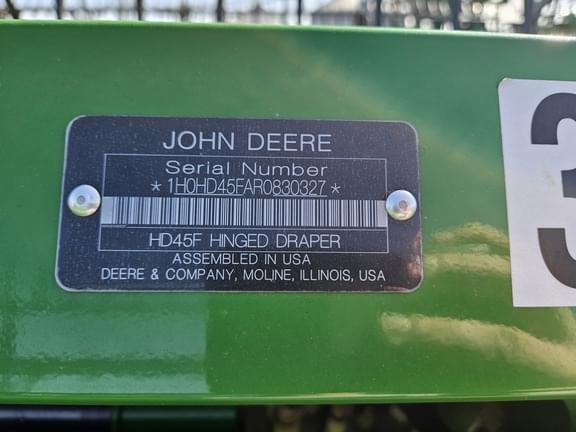 JOHN DEERE
Serial Number
*1H0HD45FAR0830327*
HD45F HINGED DRAPER
ASSEMBLED IN USA
DEERE & COMPANY, MOLINE, ILLINOIS, USA
3